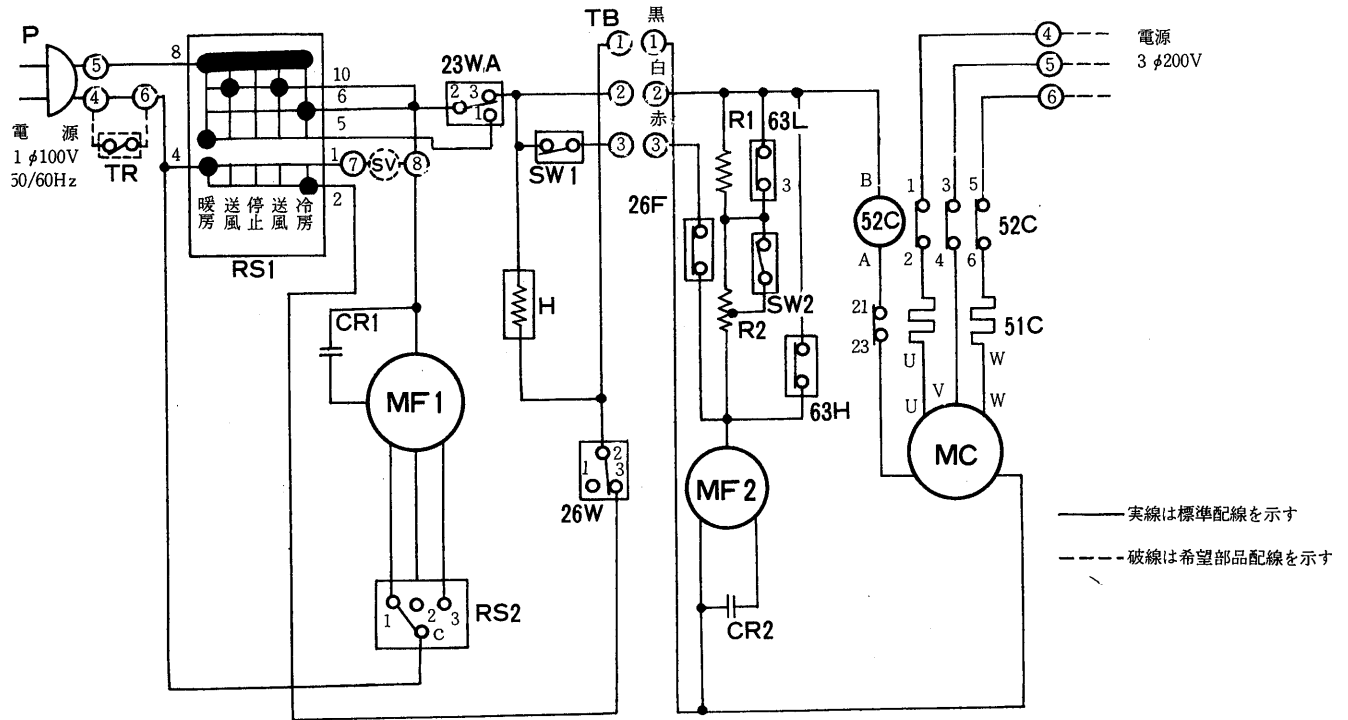 P
⑤
④
⑥
電源
1 φ100V
50/60Hz
TR
8
4
10
6
5
1
2
暖房
送風
停止
送風
冷房
RS1
⑦
SV
⑧
23WA
2
3
1
SW1
CR1
MF1
H
1
2
3
C
RS2
26W
1
2
3
TB
①
②
③
黒
①
白
②
赤
③
26F
R1
63L
3
SW2
R2
63H
MF2
CR2
B
52C
A
21
23
1
3
5
52C
2
4
6
51C
U
V
W
U
W
MC
④
⑤
⑥
電源
3 φ200V
実線は標準配線を示す
破線は希望部品配線を示す